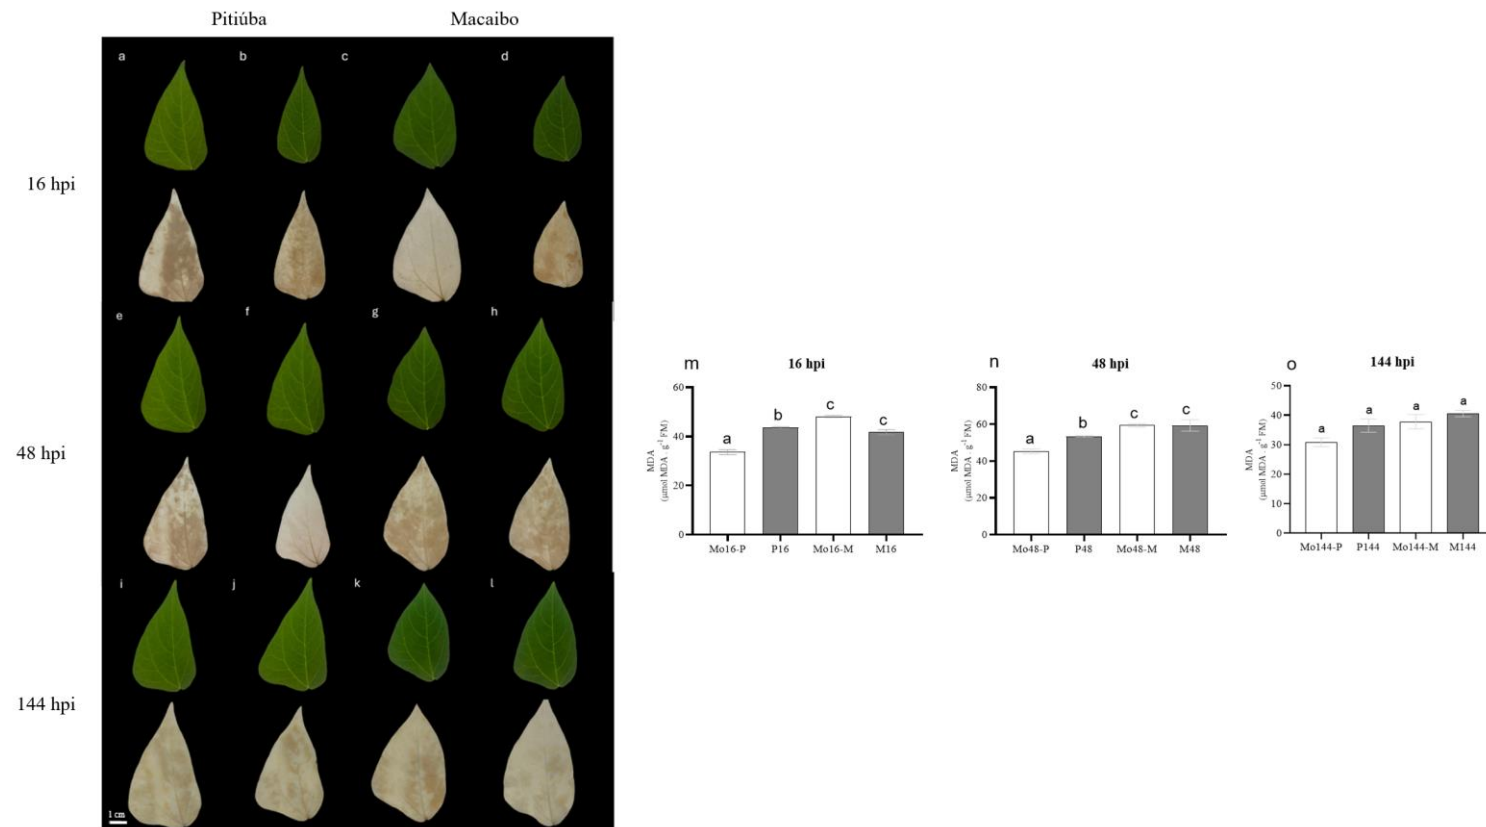 Pitiúba Macaibo
a b c d
16 hpi
e f g h
48 hpi
i j k l
144 hpi
1 cm
m 16 hpi
MDA
(µmol MDA . g⁻¹ FM)
60
40
20
0
a b c c
Mo16-P P16 Mo16-M M16
n 48 hpi
MDA
(µmol MDA . g⁻¹ FM)
80
60
40
20
0
a b c c
Mo48-P P48 Mo48-M M48
o 144 hpi
MDA
(µmol MDA . g⁻¹ FM)
50
40
30
20
10
0
a a a a
Mo144-P P144 Mo144-M M144